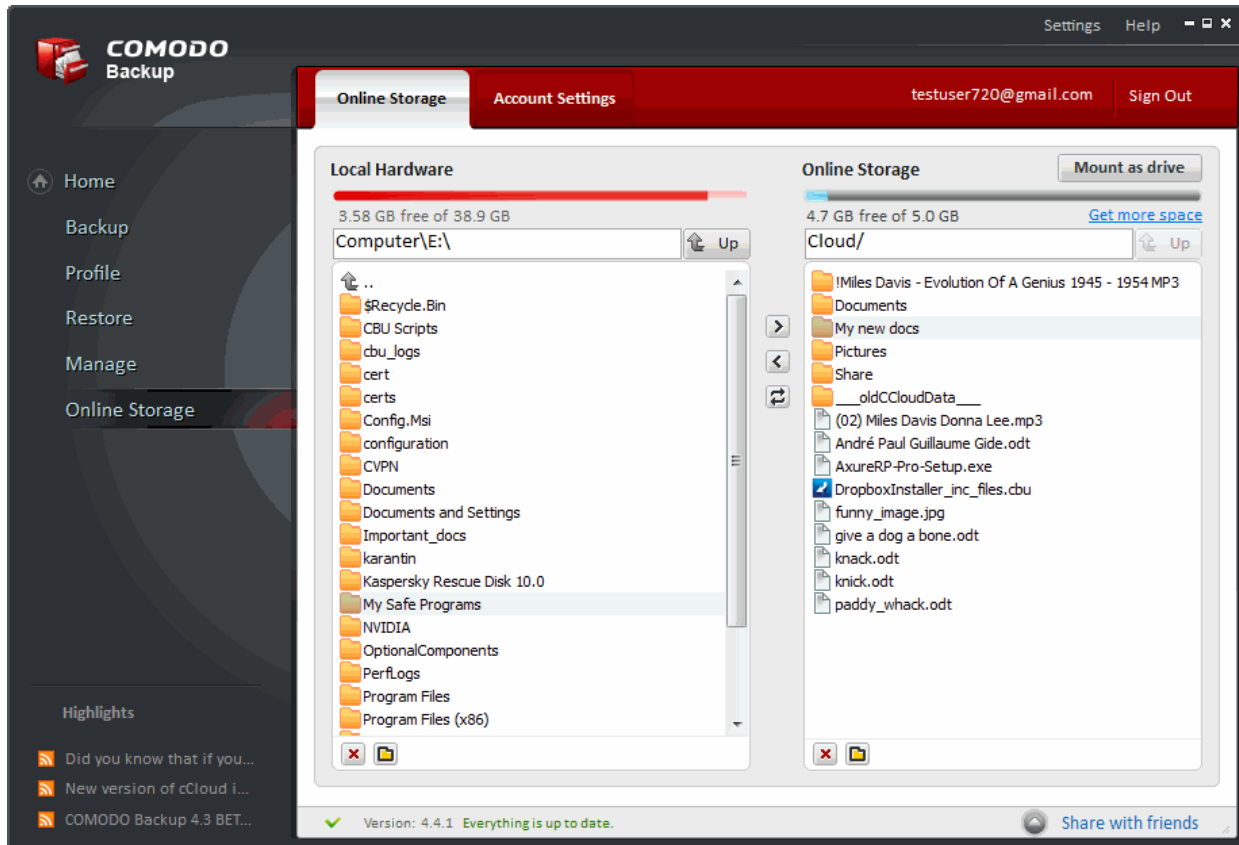 Settings Help
COMODO
Backup
Online Storage
Account Settings
testuser720@gmail.com
Sign Out
Home
Backup
Profile
Restore
Manage
Online Storage
Highlights
Did you know that if you...
New version of cCloud i...
COMODO Backup 4.3 BET...
Local Hardware
3.58 GB free of 38.9 GB
Computer\E:\
Up
..
$Recycle.Bin
CBU Scripts
cbu_logs
cert
certs
Config.Msi
configuration
CVPN
Documents
Documents and Settings
Important_docs
karantin
Kaspersky Rescue Disk 10.0
My Safe Programs
NVIDIA
OptionalComponents
PerfLogs
Program Files
Program Files (x86)
Online Storage
Mount as drive
4.7 GB free of 5.0 GB
Get more space
Cloud/
Up
!Miles Davis - Evolution Of A Genius 1945 - 1954 MP3
Documents
My new docs
Pictures
Share
___oldCCloudData___
(02) Miles Davis Donna Lee.mp3
André Paul Guillaume Gide.odt
AxureRP-Pro-Setup.exe
DropboxInstaller_inc_files.cbu
funny_image.jpg
give a dog a bone.odt
knack.odt
knick.odt
paddy_whack.odt
Version: 4.4.1 Everything is up to date.
Share with friends